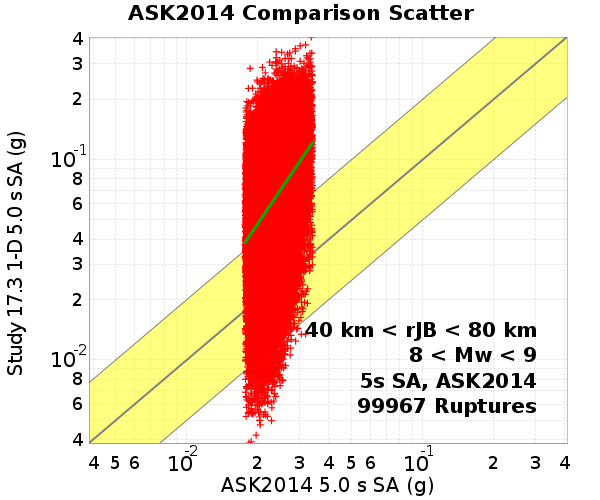 ASK2014 Comparison Scatter
4
3
2
10-1
8
6
4
3
2
10-2
8
6
4
Study 17.3 1-D 5.0 s SA (g)
40 km < rJB < 80 km
8 < Mw < 9
5s SA, ASK2014
99967 Ruptures
4 5 6 10-2 2 3 4 5 6 10-1 2 3 4
ASK2014 5.0 s SA (g)